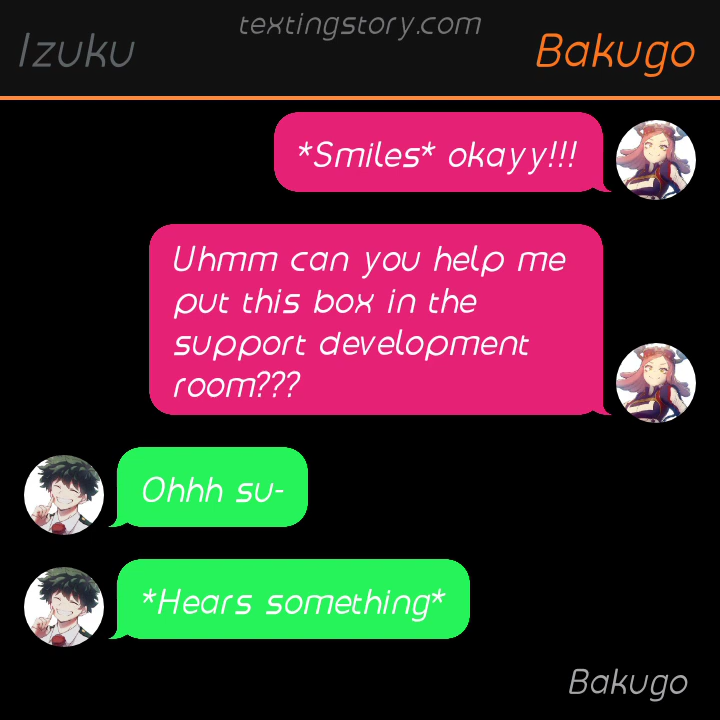 textingstory.com
Izuku
Bakugo
*Smiles* okayy!!!
Uhmm can you help me
put this box in the
support development
room???
Ohhh su-
*Hears something*
Bakugo